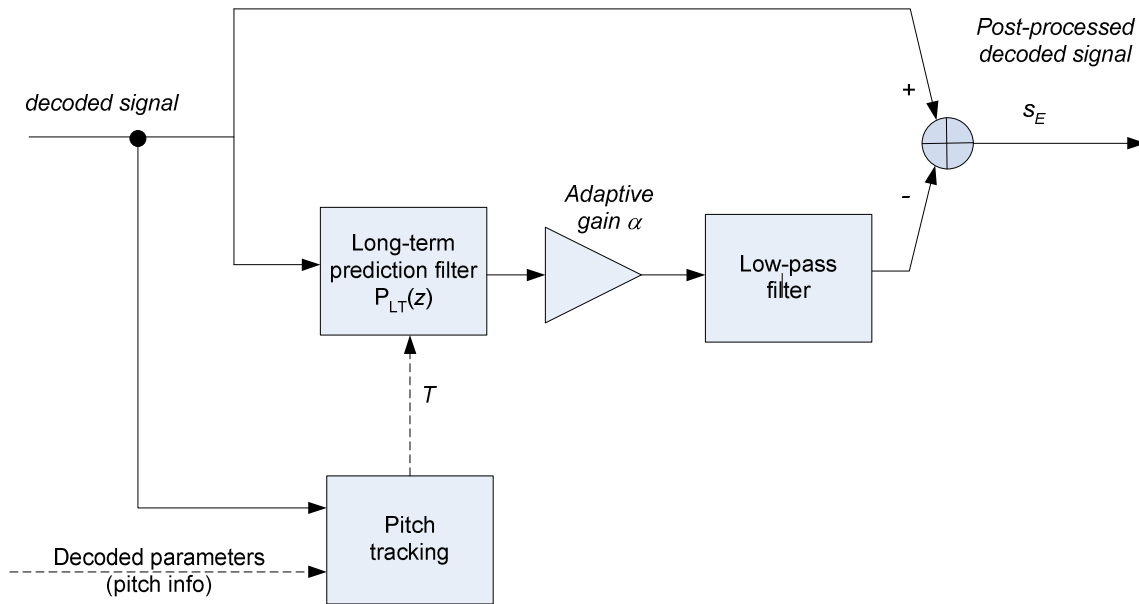 Post-processed
decoded signal
decoded signal
+
s_E
-
Adaptive
gain α
Long-term
prediction filter
P_LT(z)
Low-pass
filter
T
Pitch
tracking
Decoded parameters
(pitch info)